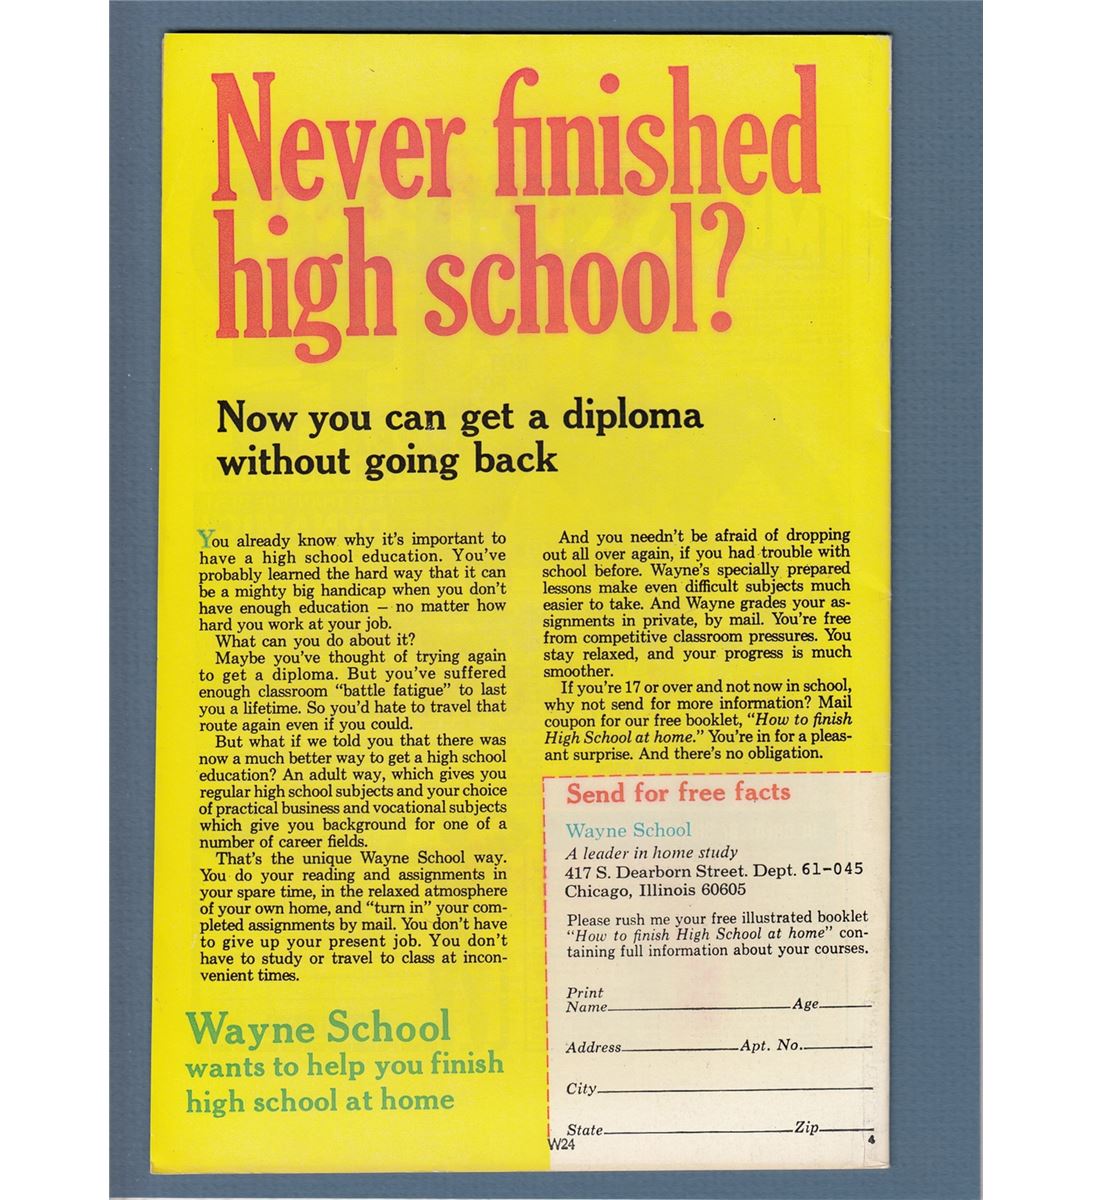 Never finished
high school?
Now you can get a diploma
without going back
You already know why it's important to
have a high school education. You've
probably learned the hard way that it can
be a mighty big handicap when you don't
have enough education – no matter how
hard you work at your job.
What can you do about it?
Maybe you've thought of trying again
to get a diploma. But you've suffered
enough classroom "battle fatigue" to last
you a lifetime. So you'd hate to travel that
route again even if you could.
But what if we told you that there was
now a much better way to get a high school
education? An adult way, which gives you
regular high school subjects and your choice
of practical business and vocational subjects
which give you background for one of a
number of career fields.
That's the unique Wayne School way.
You do your reading and assignments in
your spare time, in the relaxed atmosphere
of your own home, and "turn in" your com-
pleted assignments by mail. You don't have
to give up your present job. You don't
have to study or travel to class at incon-
venient times.
Wayne School
wants to help you finish
high school at home
And you needn't be afraid of dropping
out all over again, if you had trouble with
school before. Wayne's specially prepared
lessons make even difficult subjects much
easier to take. And Wayne grades your as-
signments in private, by mail. You're free
from competitive classroom pressures. You
stay relaxed, and your progress is much
smoother.
If you're 17 or over and not now in school,
why not send for more information? Mail
coupon for our free booklet, "How to finish
High School at home." You're in for a pleas-
ant surprise. And there's no obligation.
Send for free facts
Wayne School
A leader in home study
417 S. Dearborn Street. Dept. 61-045
Chicago, Illinois 60605
Please rush me your free illustrated booklet
"How to finish High School at home" con-
taining full information about your courses.
Print
Name Age
Address Apt. No.
City
State Zip
W24 4